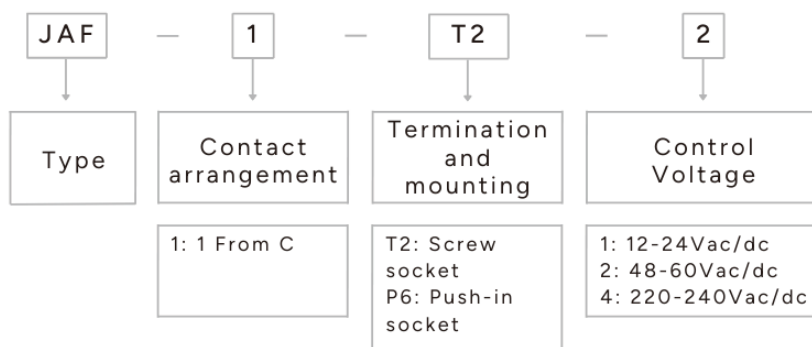 JAF — 1 — T2 — 2
Type
Contact
arrangement
Termination
and
mounting
Control
Voltage
1: 1 From C
T2: Screw
socket
P6: Push-in
socket
1: 12-24Vac/dc
2: 48-60Vac/dc
4: 220-240Vac/dc